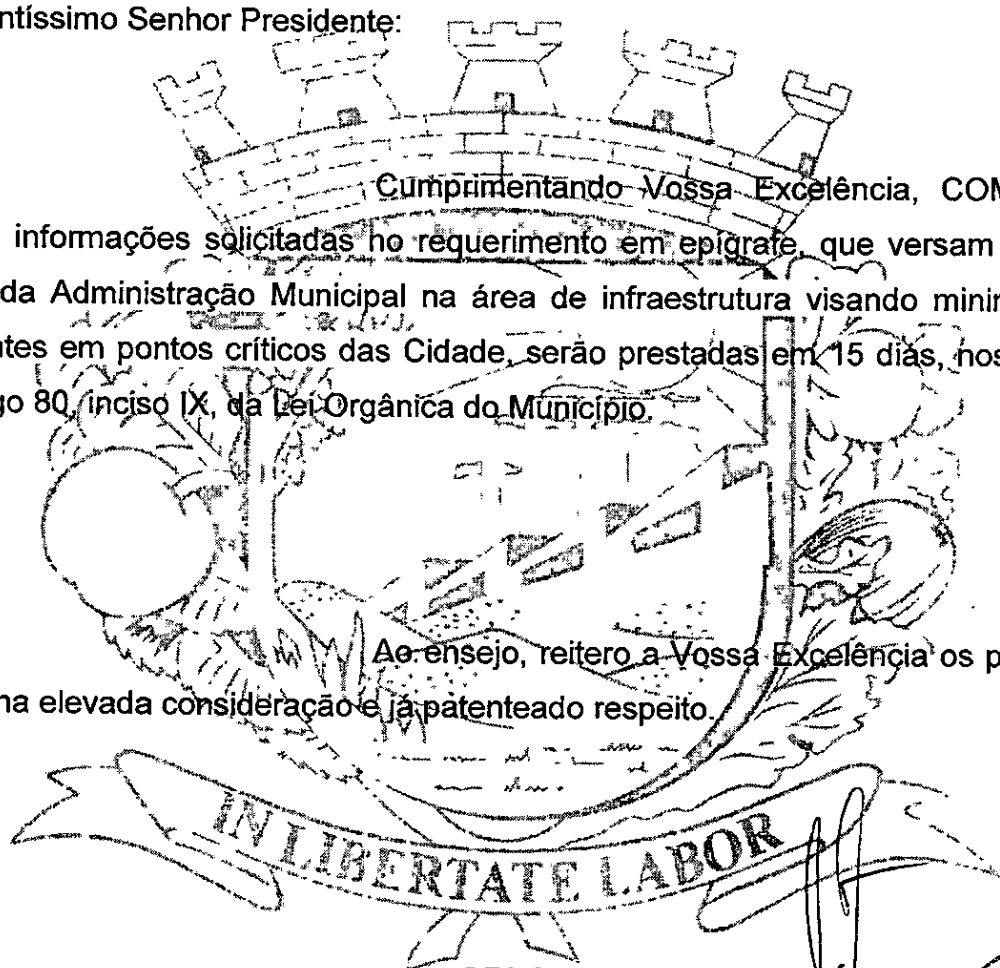 ntíssimo Senhor Presidente:
Cumprimentando Vossa Excelência, COM
informações solicitadas no requerimento em epígrafe, que versam
da Administração Municipal na área de infraestrutura visando minir
ntes em pontos críticos das Cidade, serão prestadas em 15 dias, nos
go 80, inciso IX, da Lei Orgânica do Município.
Ao ensejo, reitero a Vossa Excelência os p
na elevada consideração e já patenteado respeito.
IN LIBERTATE LABOR